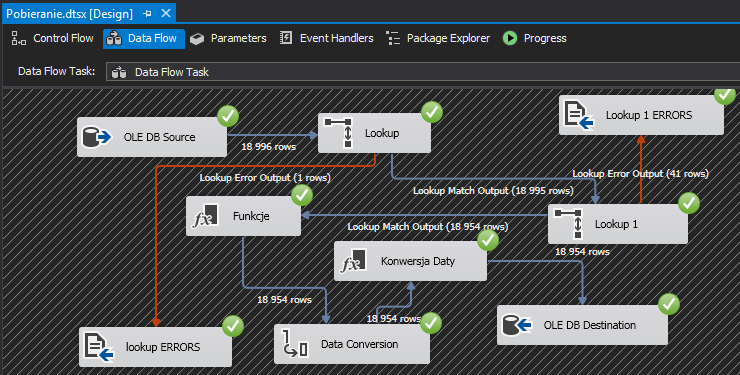 Pobieranie.dtsx [Design]
Control Flow
Data Flow
Parameters
Event Handlers
Package Explorer
Progress
Data Flow Task:
Data Flow Task
OLE DB Source
18 996 rows
Lookup
Lookup 1 ERRORS
Lookup Error Output (1 rows)
Lookup Error Output (41 rows)
Lookup Match Output (18 995 rows)
Funkcje
Lookup Match Output (18 954 rows)
Lookup 1
18 954 rows
Konwersja Daty
18 954 rows
18 954 rows
OLE DB Destination
lookup ERRORS
Data Conversion